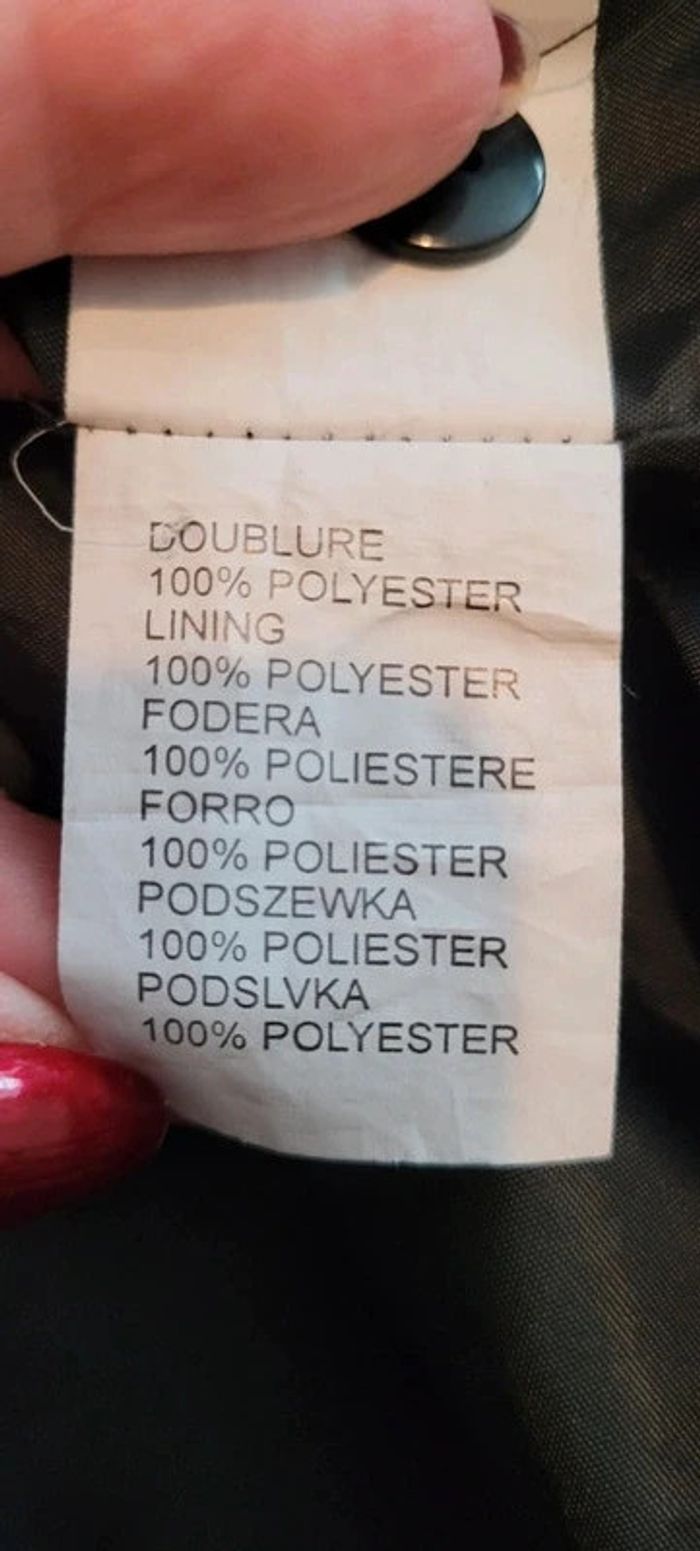 DOUBLURE
100% POLYESTER
LINING
100% POLYESTER
FODERA
100% POLIESTERE
FORRO
100% POLIESTER
PODSZEWKA
100% POLIESTER
PODSLVKA
100% POLYESTER